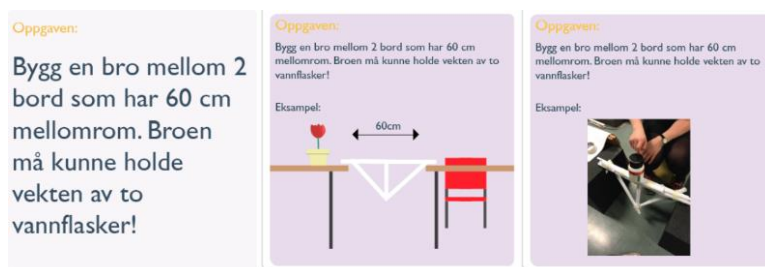 Oppgaven:
Bygg en bro mellom 2
bord som har 60 cm
mellomrom. Broen
må kunne holde
vekten av to
vannflasker!
Oppgaven:
Bygg en bro mellom 2 bord som har 60 cm
mellomrom. Broen må kunne holde vekten av to
vannflasker!
Eksampel:
60cm
Oppgaven:
Bygg en bro mellom 2 bord som har 60 cm
mellomrom. Broen må kunne holde vekten av to
vannflasker!
Eksampel: